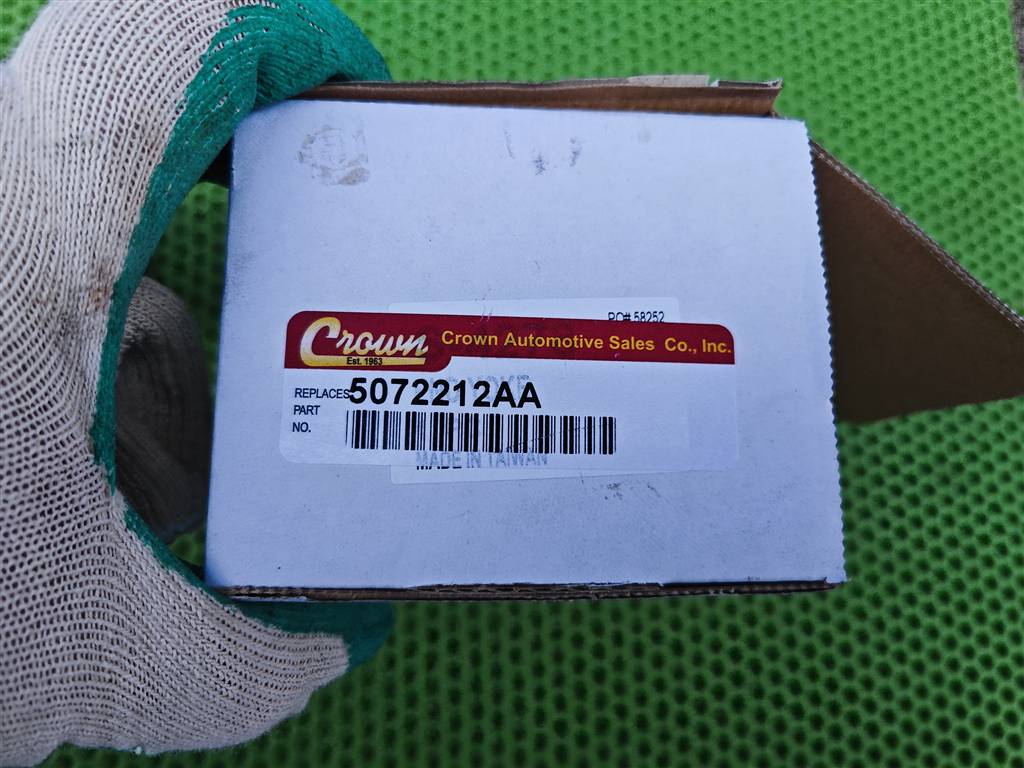 PO# 58252
Crown
Est. 1963
Crown Automotive Sales Co., Inc.
REPLACES
PART
NO.
5072212AA
MADE IN TAIWAN